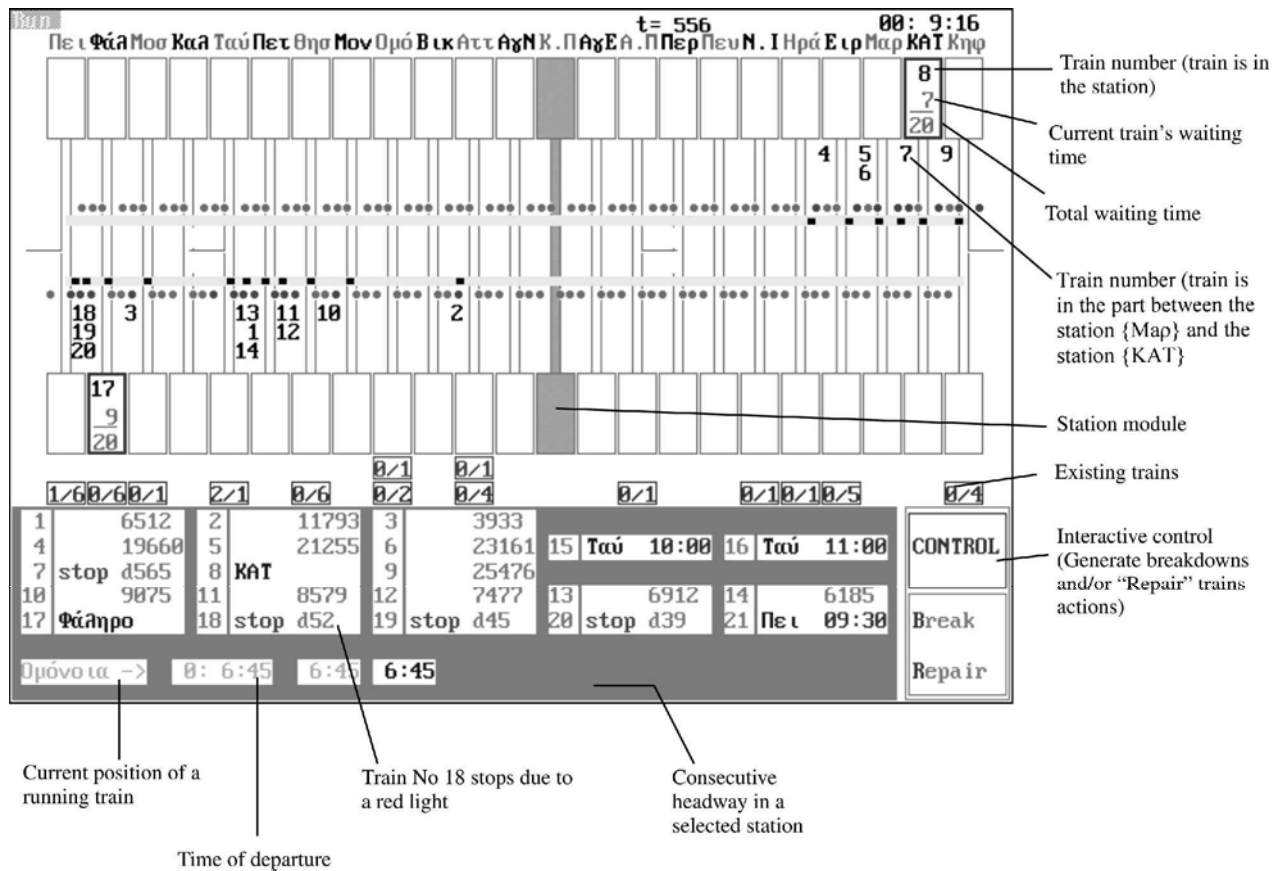 Run
t= 556 00: 9:16
Πει Φάλ Μοσ Καλ Ταύ Πετ Θησ Μον Ομό Βικ Αττ ΑγΝ Κ.Π ΑγΕ Α.Π Περ Πευ Ν.Ι Ηρά Ειρ Μαρ ΚΑΤ Κηφ
8
7
20
4 5 7 9
6
18 3 13 11 10 2
19 1 12
20 14
17
9
20
0/1 0/1
1/6 0/6 0/1 2/1 0/6 0/2 0/4 0/1 0/1 0/1 0/5 0/4
1 6512 2 11793 3 3933
4 19660 5 21255 6 23161 15 Ταύ 10:00 16 Ταύ 11:00
7 stop d565 8 ΚΑΤ 9 25476
10 9075 11 8579 12 7477 13 6912 14 6185
17 Φάληρο 18 stop d52 19 stop d45 20 stop d39 21 Πει 09:30
Ομόνοια -> 0: 6:45 6:45 6:45
CONTROL
Break
Repair
Train number (train is in
the station)
Current train's waiting
time
Total waiting time
Train number (train is
in the part between the
station {Μαρ} and the
station {ΚΑΤ}
Station module
Existing trains
Interactive control
(Generate breakdowns
and/or “Repair” trains
actions)
Current position of a
running train
Time of departure
Train No 18 stops due to
a red light
Consecutive
headway in a
selected station